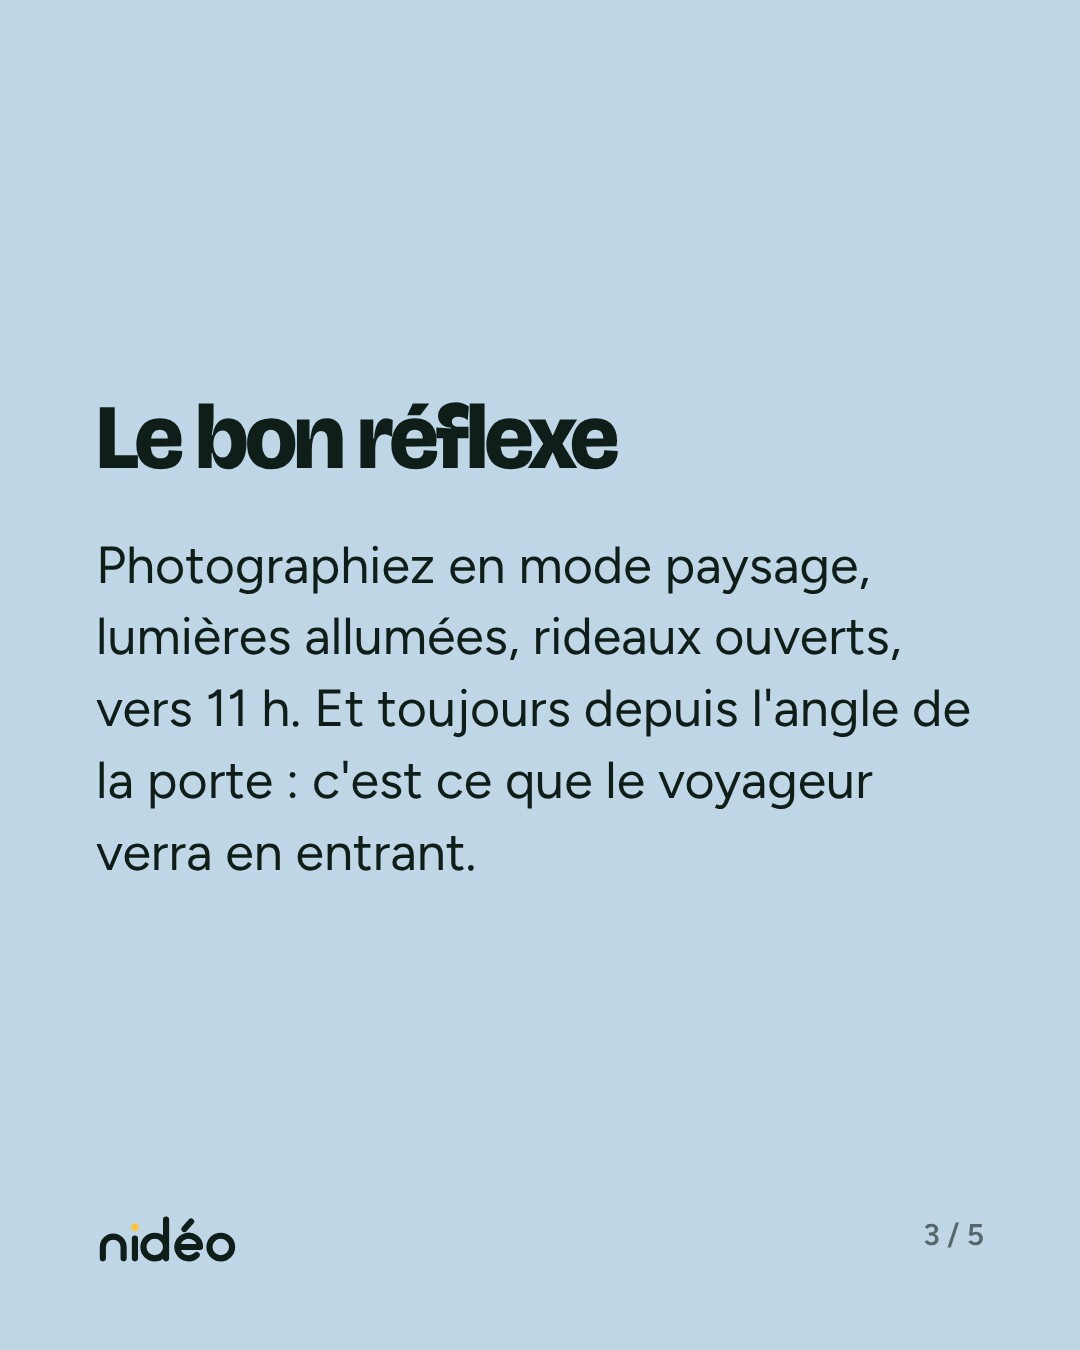 Le bon réflexe
Photographiez en mode paysage,
lumières allumées, rideaux ouverts,
vers 11 h. Et toujours depuis l'angle de
la porte : c'est ce que le voyageur
verra en entrant.
nidéo
3 / 5